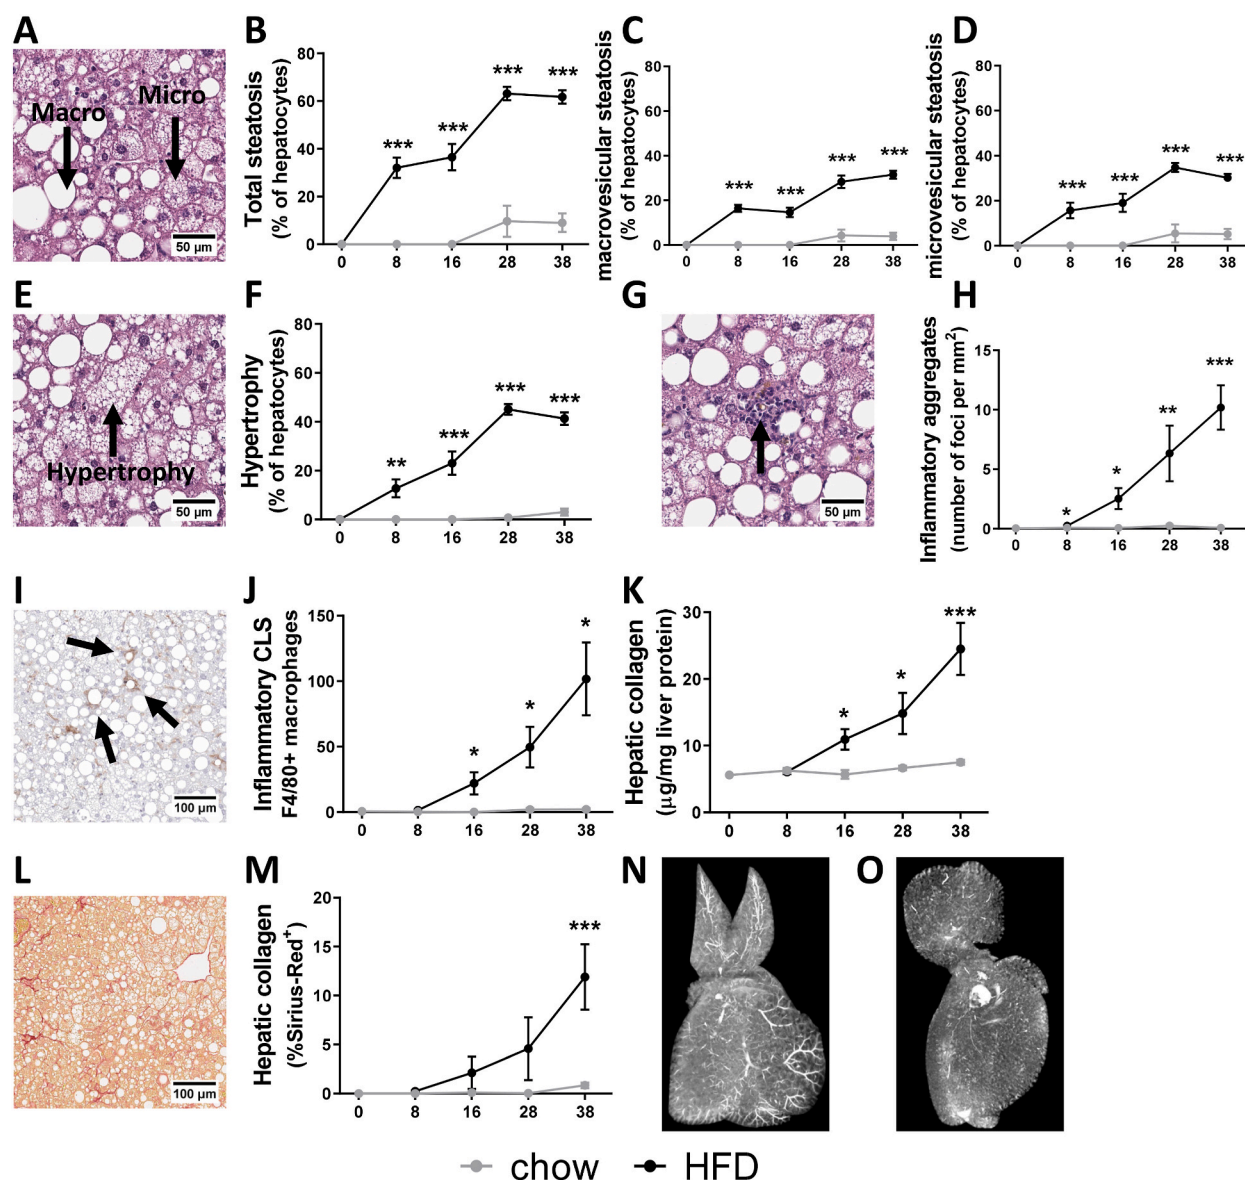 A
Macro
Micro
50 µm
B
Total steatosis
(% of hepatocytes)
80
60
40
20
0
*** *** *** ***
0 8 16 28 38
C
macrovesicular steatosis
(% of hepatocytes)
80
60
40
20
0
*** *** *** ***
0 8 16 28 38
D
microvesicular steatosis
(% of hepatocytes)
80
60
40
20
0
*** *** *** ***
0 8 16 28 38
E
Hypertrophy
50 µm
F
Hypertrophy
(% of hepatocytes)
80
60
40
20
0
** *** *** ***
0 8 16 28 38
G
50 µm
H
Inflammatory aggregates
(number of foci per mm²)
15
10
5
0
* * ** ***
0 8 16 28 38
I
100 µm
J
Inflammatory CLS
F4/80+ macrophages
150
100
50
0
* * *
0 8 16 28 38
K
Hepatic collagen
(µg/mg liver protein)
30
20
10
0
* * ***
0 8 16 28 38
L
100 µm
M
Hepatic collagen
(%Sirius-Red⁺)
20
15
10
5
0
***
0 8 16 28 38
N
O
chow HFD